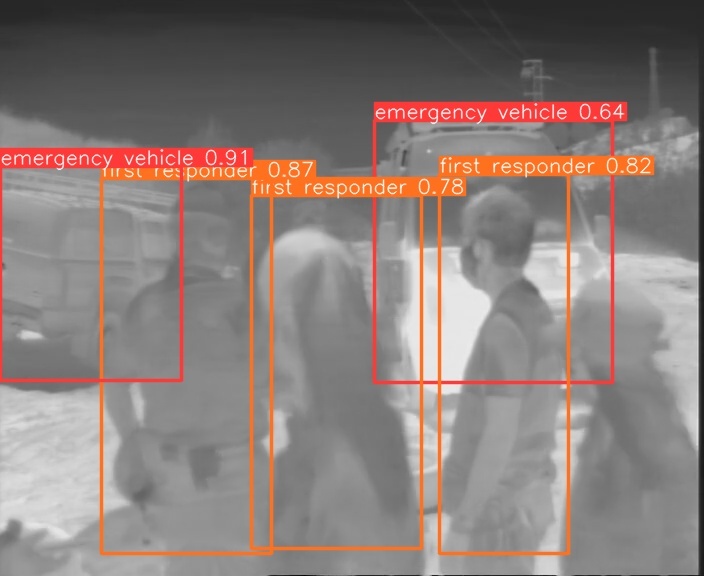 emergency vehicle 0.64
emergency vehicle 0.91
first responder 0.87
first responder 0.82
first responder 0.78